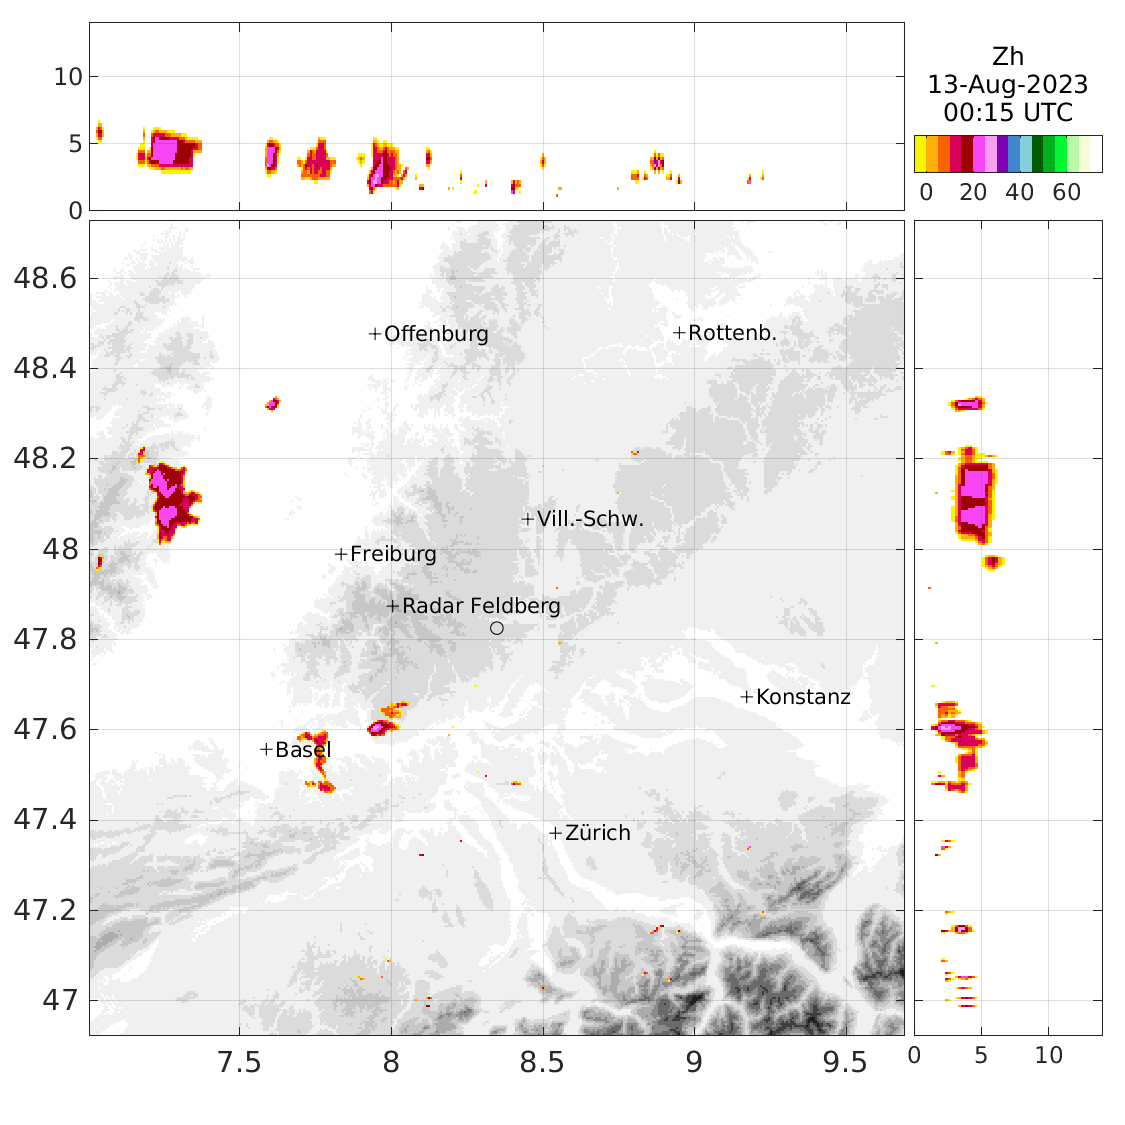 10
5
0
Zh
13-Aug-2023
00:15 UTC
0 20 40 60
48.6
48.4
48.2
48
47.8
47.6
47.4
47.2
47
Offenburg
Rottenb.
Vill.-Schw.
Freiburg
Radar Feldberg
Konstanz
Basel
Zürich
7.5 8 8.5 9 9.5
0 5 10